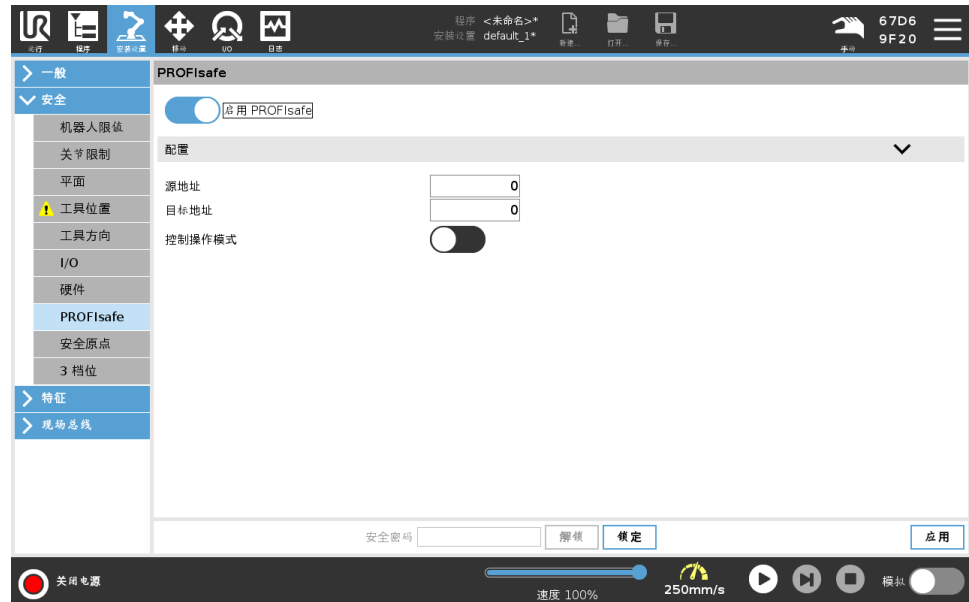 UR
运行
程序
安装设置
移动
I/O
日志
程序 <未命名>*
安装设置 default_1*
新建...
打开...
保存...
手动
67D6
9F20
一般
安全
机器人限值
关节限制
平面
工具位置
工具方向
I/O
硬件
PROFIsafe
安全原点
3 档位
特征
现场总线
PROFIsafe
启用 PROFIsafe
配置
源地址 0
目标地址 0
控制操作模式
安全密码 解锁 锁定 应用
关闭电源
速度 100%
250mm/s
模拟